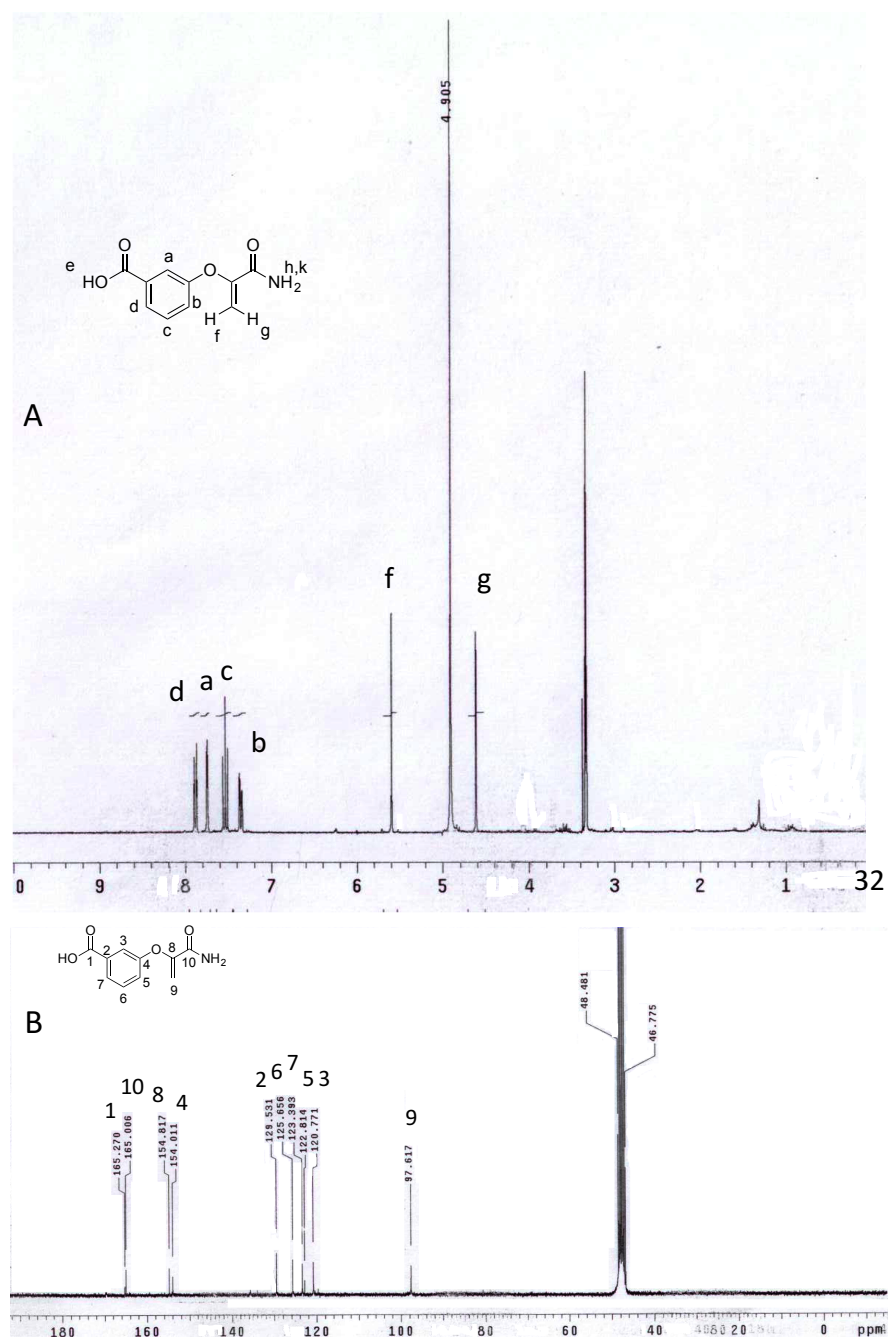 4.905
O
O
e
a
O
h,k
HO
NH2
d
b
c
H
H
f
g
A
f
g
d
a
c
b
0
9
8
7
6
5
4
3
2
1
32
O
O
2
3
O
8
HO
1
4
10
NH2
7
5
9
6
B
48.481
46.775
1
10
8
4
2
6
7
5
3
9
165.270
165.006
154.817
154.011
129.531
125.656
123.393
122.814
120.771
97.617
180
160
140
120
100
80
60
20
0
ppm